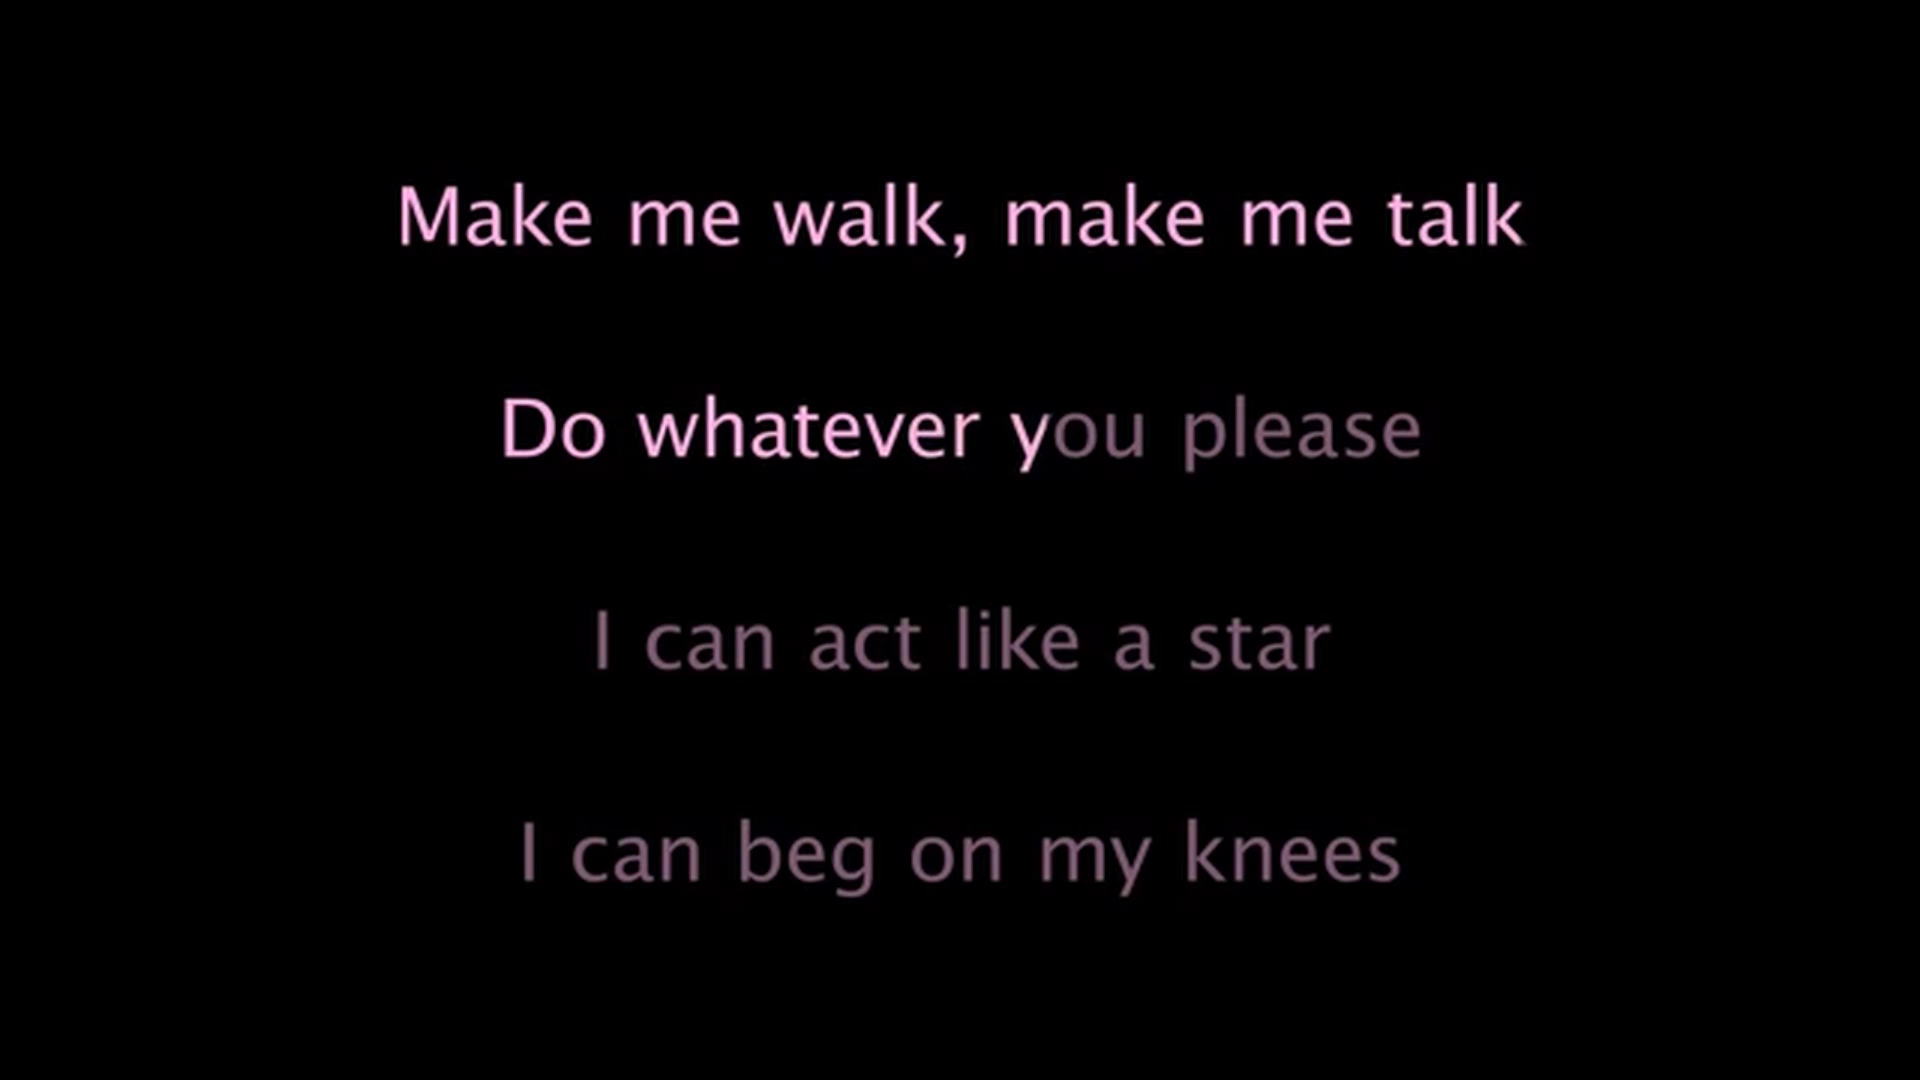 Make me walk, make me talk
Do whatever you please
I can act like a star
I can beg on my knees